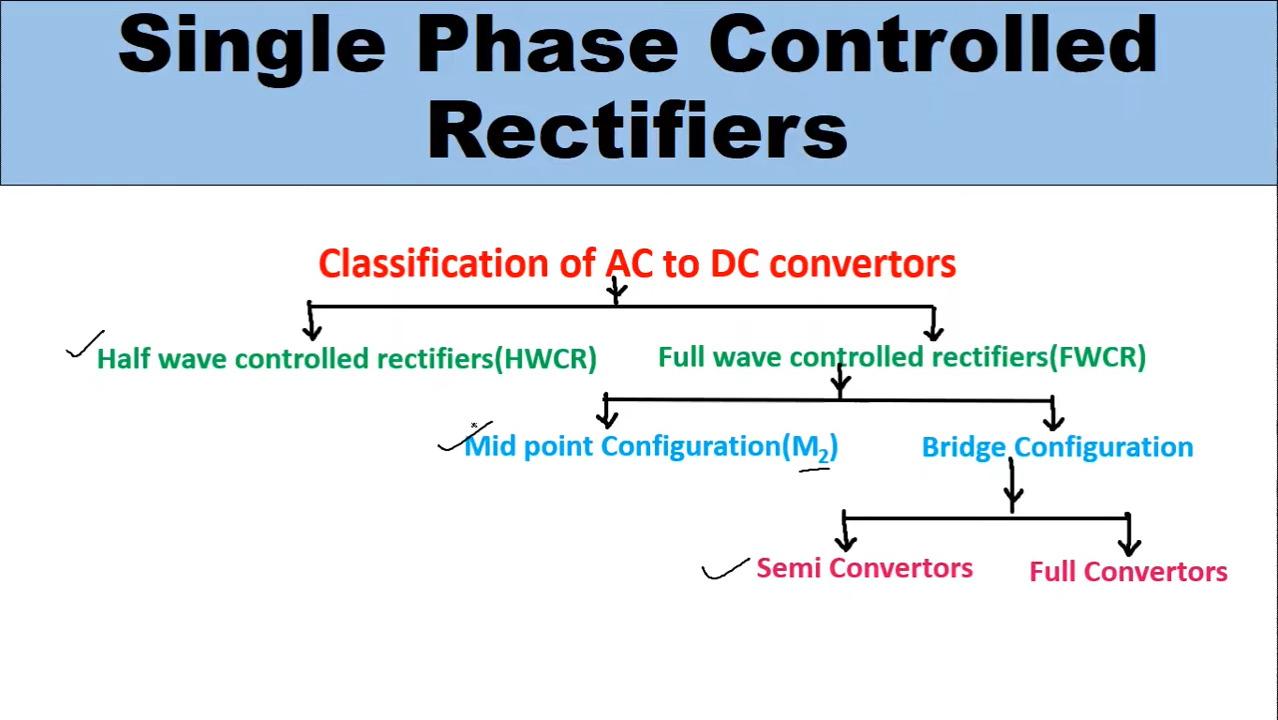 Single Phase Controlled
Rectifiers
Classification of AC to DC convertors
Half wave controlled rectifiers(HWCR) Full wave controlled rectifiers(FWCR)
Mid point Configuration(M₂) Bridge Configuration
Semi Convertors Full Convertors